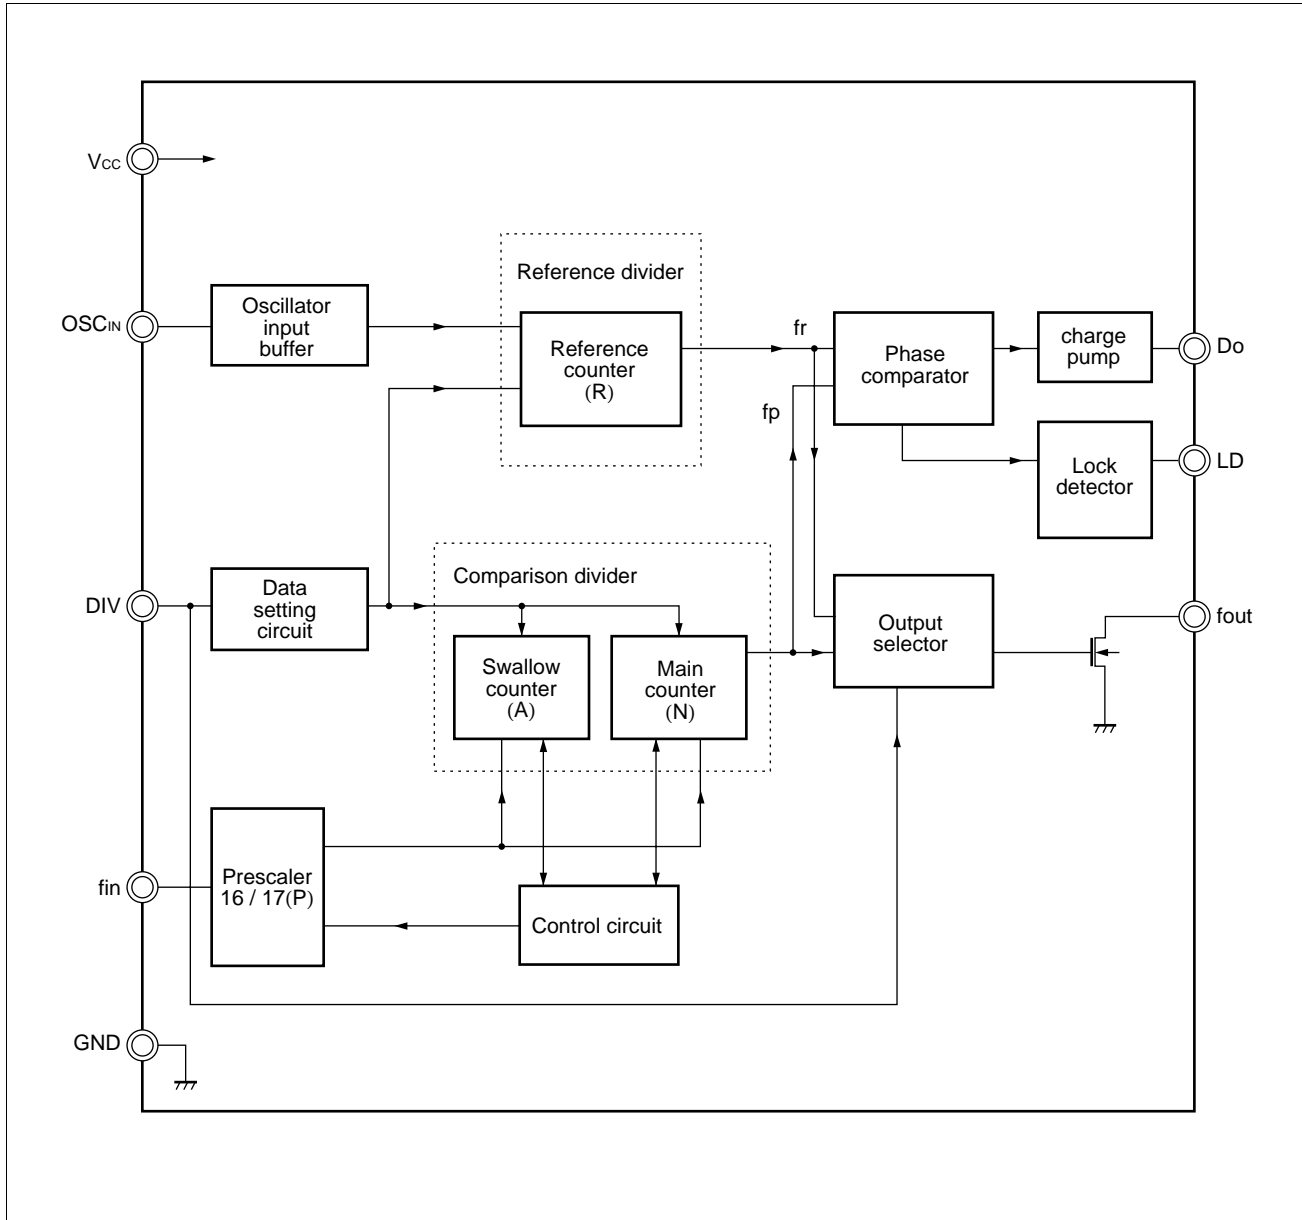 VCC
Reference divider
OSCIN
Oscillator
input
buffer
Reference
counter
(R)
fr
fp
Phase
comparator
charge
pump
Do
Lock
detector
LD
DIV
Data
setting
circuit
Comparison divider
Swallow
counter
(A)
Main
counter
(N)
Output
selector
fout
fin
Prescaler
16 / 17(P)
Control circuit
GND